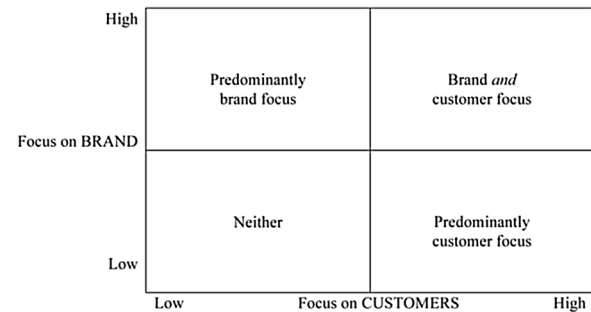 High
Predominantly
brand focus
Brand and
customer focus
Focus on BRAND
Neither
Predominantly
customer focus
Low
Low
Focus on CUSTOMERS
High